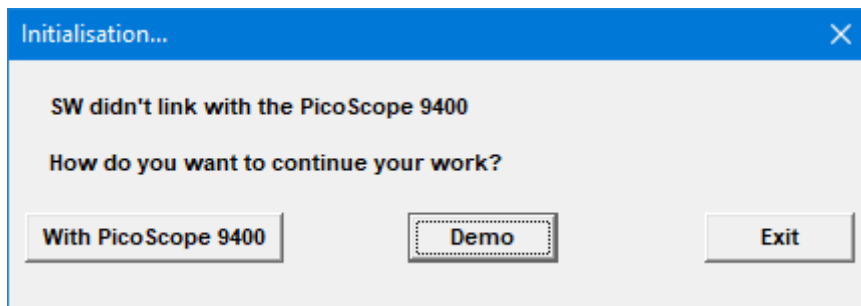 Initialisation...
SW didn't link with the PicoScope 9400
How do you want to continue your work?
With PicoScope 9400 Demo Exit